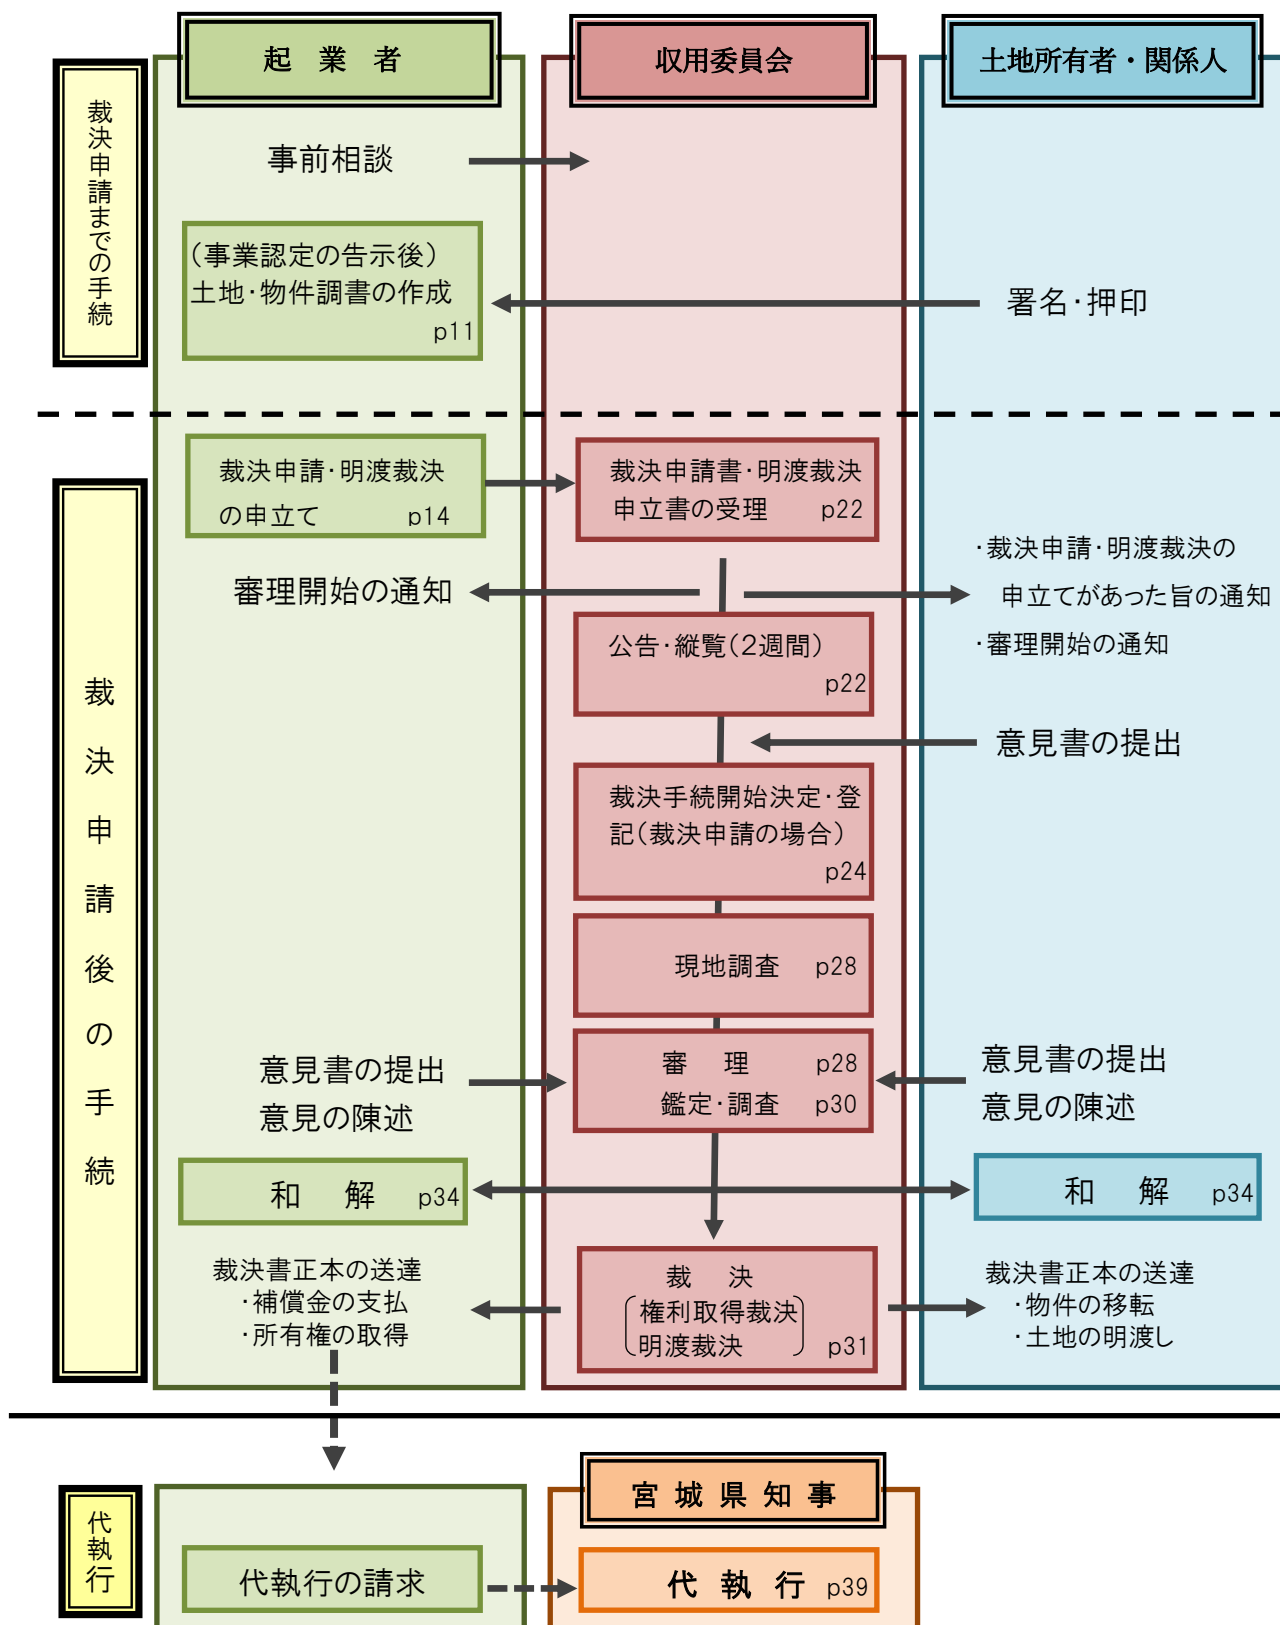 起　業　者
収用委員会
土地所有者・関係人
裁決申請までの手続
事前相談
(事業認定の告示後)
土地・物件調書の作成
p11
署名・押印
裁決申請後の手続
裁決申請・明渡裁決
の申立て　p14
裁決申請書・明渡裁決
申立書の受理　p22
・裁決申請・明渡裁決の
申立てがあった旨の通知
・審理開始の通知
審理開始の通知
公告・縦覧(2週間)
p22
意見書の提出
裁決手続開始決定・登
記(裁決申請の場合)
p24
現地調査　p28
意見書の提出
意見の陳述
審　理　p28
鑑定・調査　p30
意見書の提出
意見の陳述
和　解　p34
和　解　p34
裁決書正本の送達
・補償金の支払
・所有権の取得
裁　決
権利取得裁決
明渡裁決　p31
裁決書正本の送達
・物件の移転
・土地の明渡し
代執行
宮城県知事
代執行の請求
代執行　p39